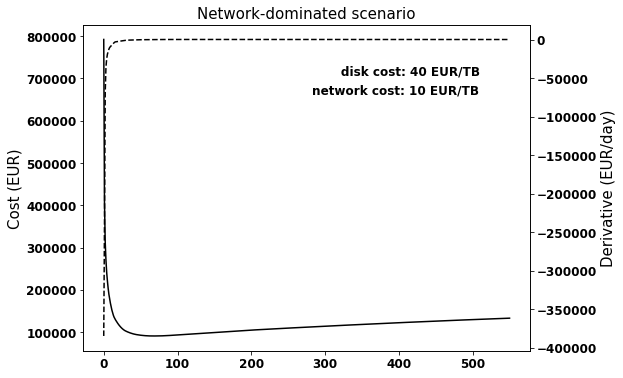 Network-dominated scenario
disk cost: 40 EUR/TB
network cost: 10 EUR/TB
Cost (EUR)
800000
700000
600000
500000
400000
300000
200000
100000
Derivative (EUR/day)
0
−50000
−100000
−150000
−200000
−250000
−300000
−350000
−400000
0 100 200 300 400 500